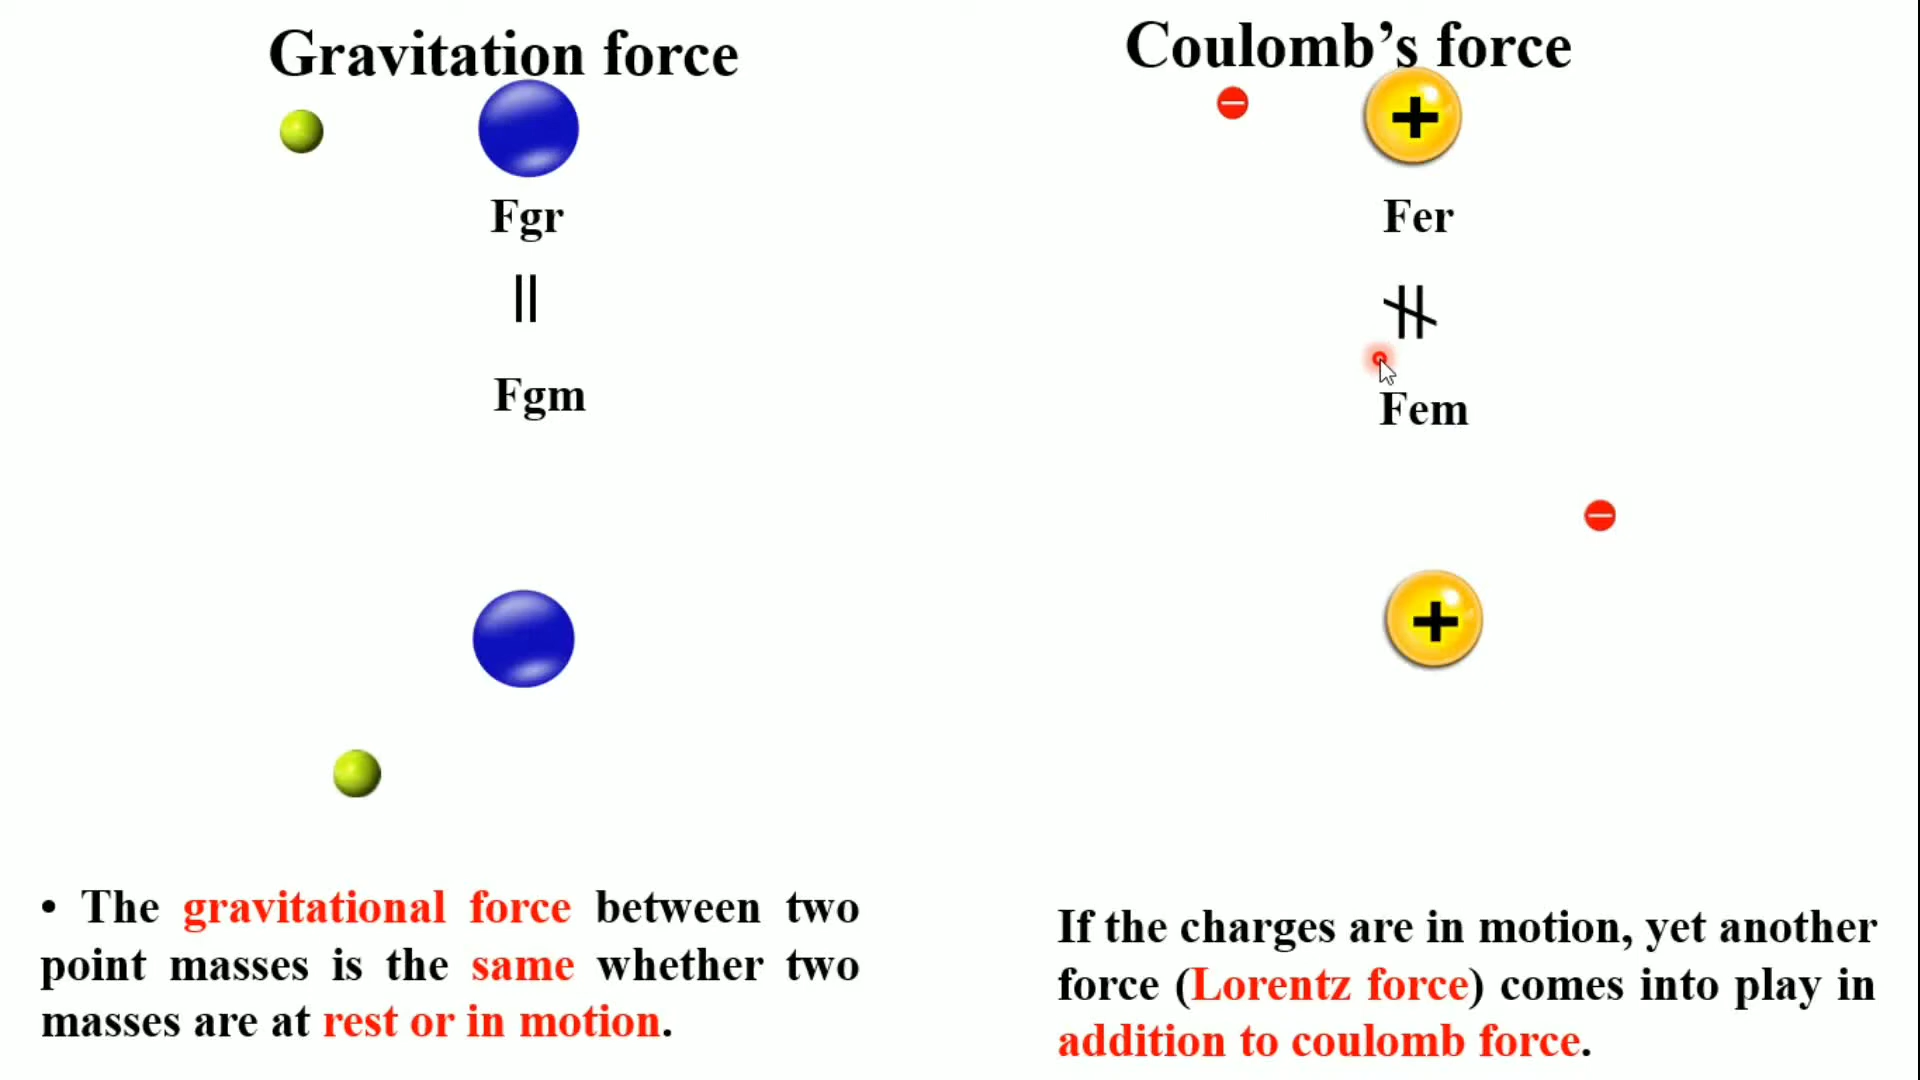 Gravitation force
Fgr
||
Fgm
• The gravitational force between two
point masses is the same whether two
masses are at rest or in motion.
Coulomb’s force
+
Fer
Fem
+
If the charges are in motion, yet another
force (Lorentz force) comes into play in
addition to coulomb force.